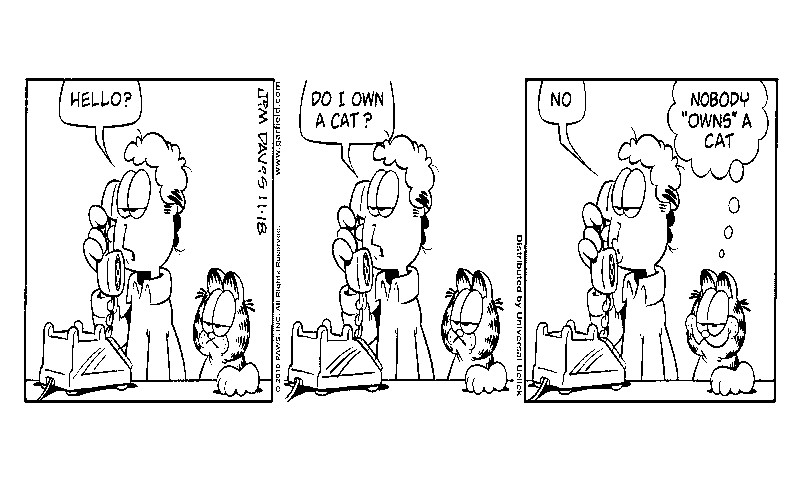 HELLO?
JIM DAVIS 11·18
© 2010 PAWS, INC. All Rights Reserved.
www.garfield.com
DO I OWN
A CAT?
Distributed by Universal Uclick
NO
NOBODY
"OWNS" A
CAT